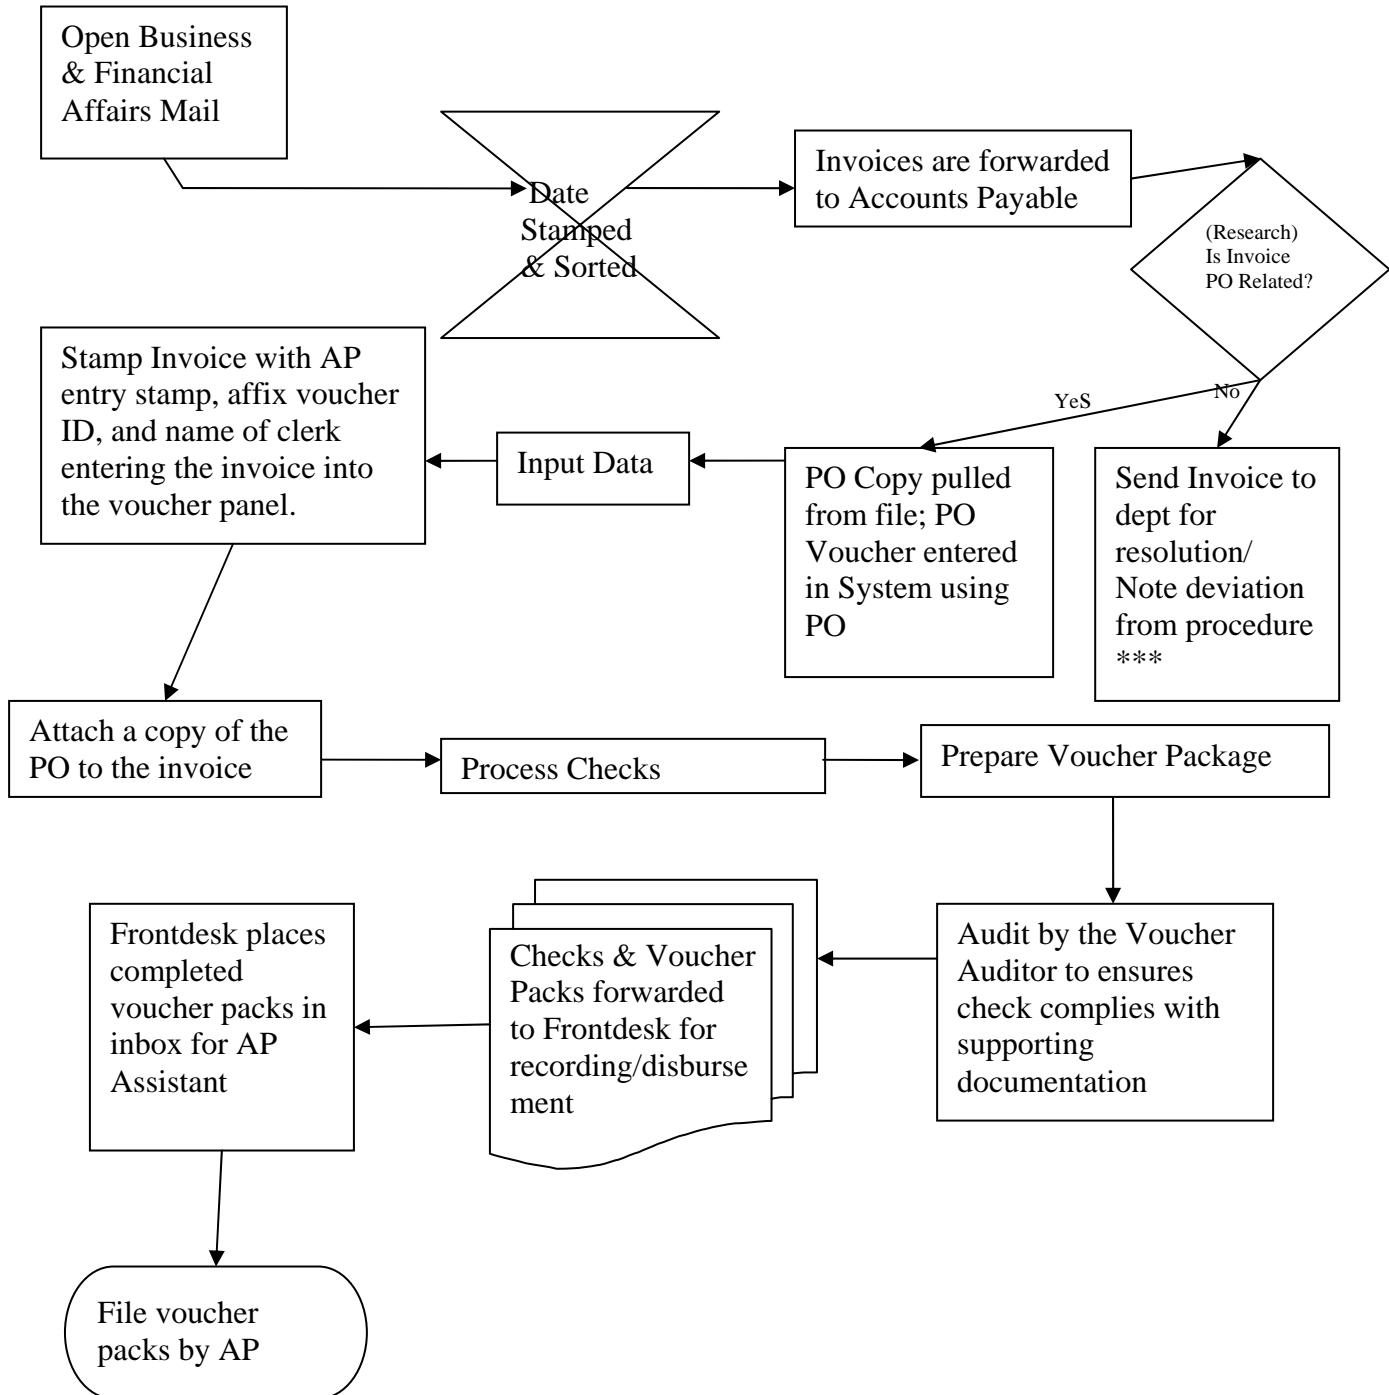 Open Business
& Financial
Affairs Mail
Date
Stamped
& Sorted
Invoices are forwarded
to Accounts Payable
(Research)
Is Invoice
PO Related?
Yes
No
Stamp Invoice with AP
entry stamp, affix voucher
ID, and name of clerk
entering the invoice into
the voucher panel.
Input Data
PO Copy pulled
from file; PO
Voucher entered
in System using
PO
Send Invoice to
dept for
resolution/
Note deviation
from procedure
***
Attach a copy of the
PO to the invoice
Process Checks
Prepare Voucher Package
Frontdesk places
completed
voucher packs in
inbox for AP
Assistant
Checks & Voucher
Packs forwarded
to Frontdesk for
recording/disburse
ment
Audit by the Voucher
Auditor to ensures
check complies with
supporting
documentation
File voucher
packs by AP